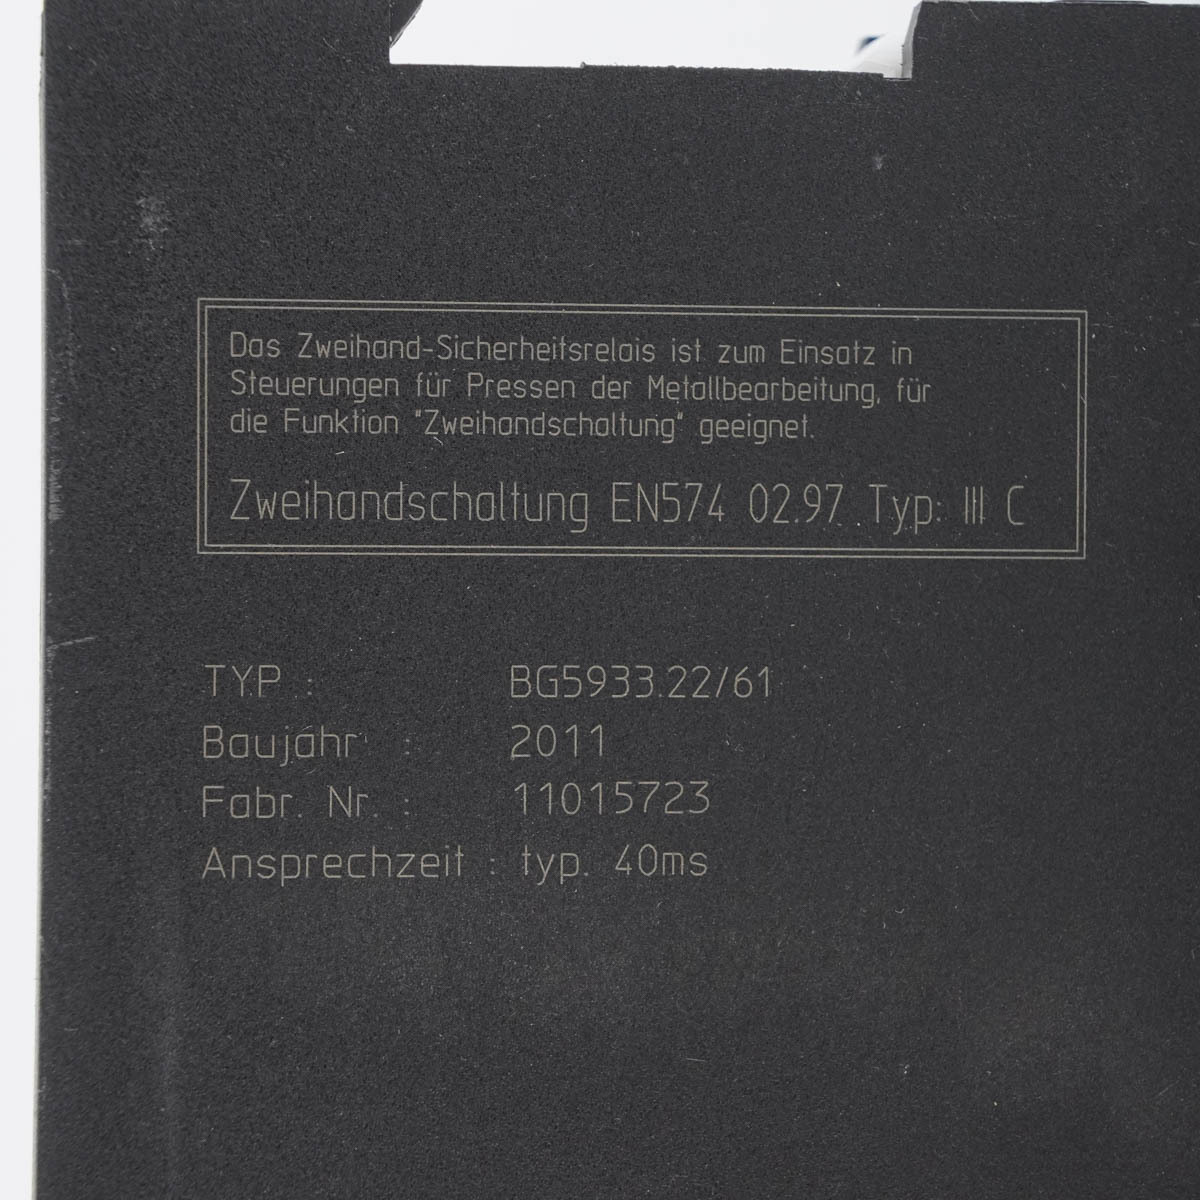 Das Zweihand-Sicherheitsrelais ist zum Einsatz in
Steuerungen für Pressen der Metallbearbeitung, für
die Funktion "Zweihandschaltung" geeignet.
Zweihandschaltung EN574 02.97 Typ: III C
TYP : BG5933.22/61
Baujahr : 2011
Fabr. Nr. : 11015723
Ansprechzeit : typ. 40ms